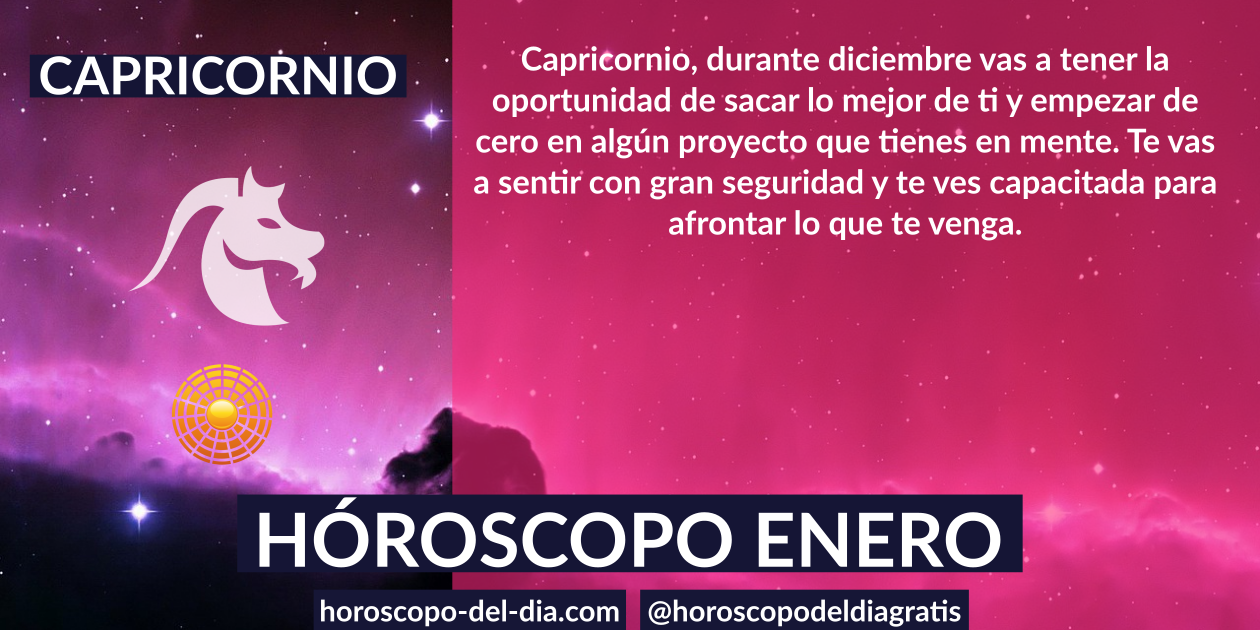 CAPRICORNIO
Capricornio, durante diciembre vas a tener la
oportunidad de sacar lo mejor de ti y empezar de
cero en algún proyecto que tienes en mente. Te vas
a sentir con gran seguridad y te ves capacitada para
afrontar lo que te venga.
HÓROSCOPO ENERO
horoscopo-del-dia.com
@horoscopodeldiagratis